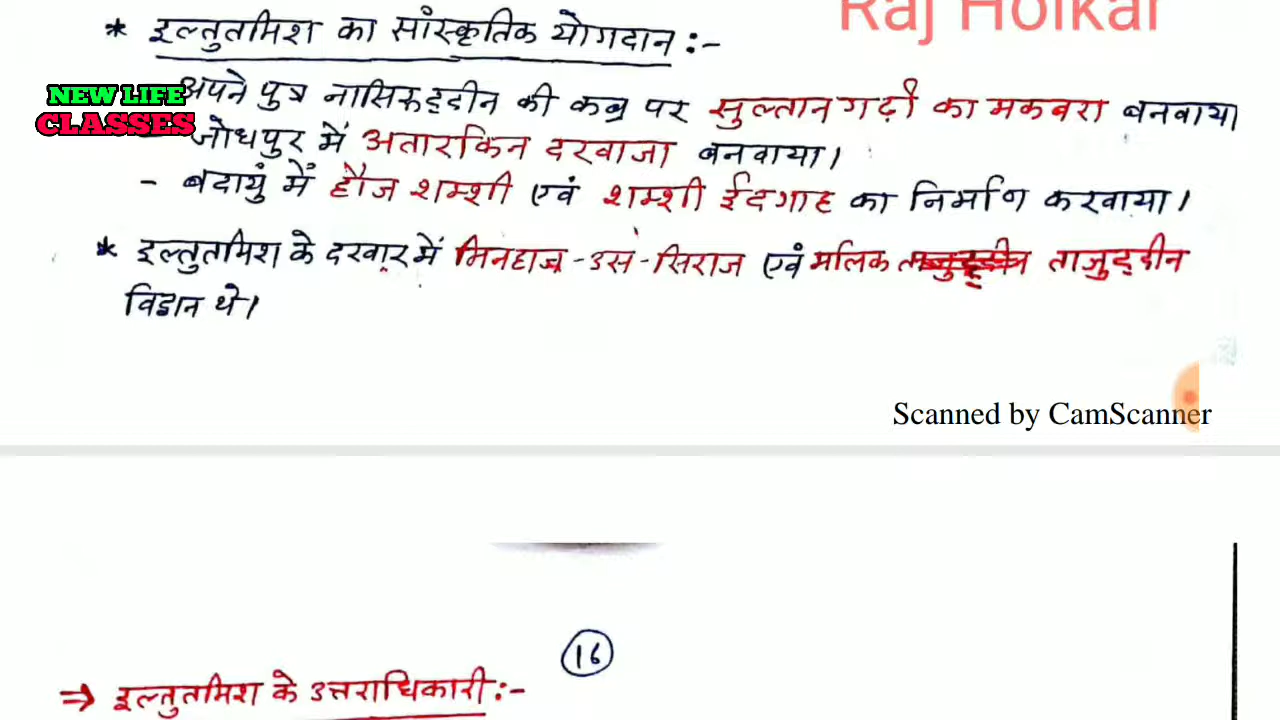 Raj Holkar
* इल्तुतमिश का सांस्कृतिक योगदान :-
NEW LIFE
CLASSES
अपने पुत्र नासिरुद्दीन की कब्र पर सुल्तानगढ़ी का मकबरा बनवाया
जोधपुर में अतारकिन दरवाजा बनवाया।
- बदायुं में हौज शम्शी एवं शम्शी ईदगाह का निर्माण करवाया।
* इल्तुतमिश के दरबार में मिनहाज-उस-सिराज एवं मलिक ताजुद्दीन
विद्वान थे।
Scanned by CamScanner
16
⇒ इल्तुतमिश के उत्तराधिकारी :-